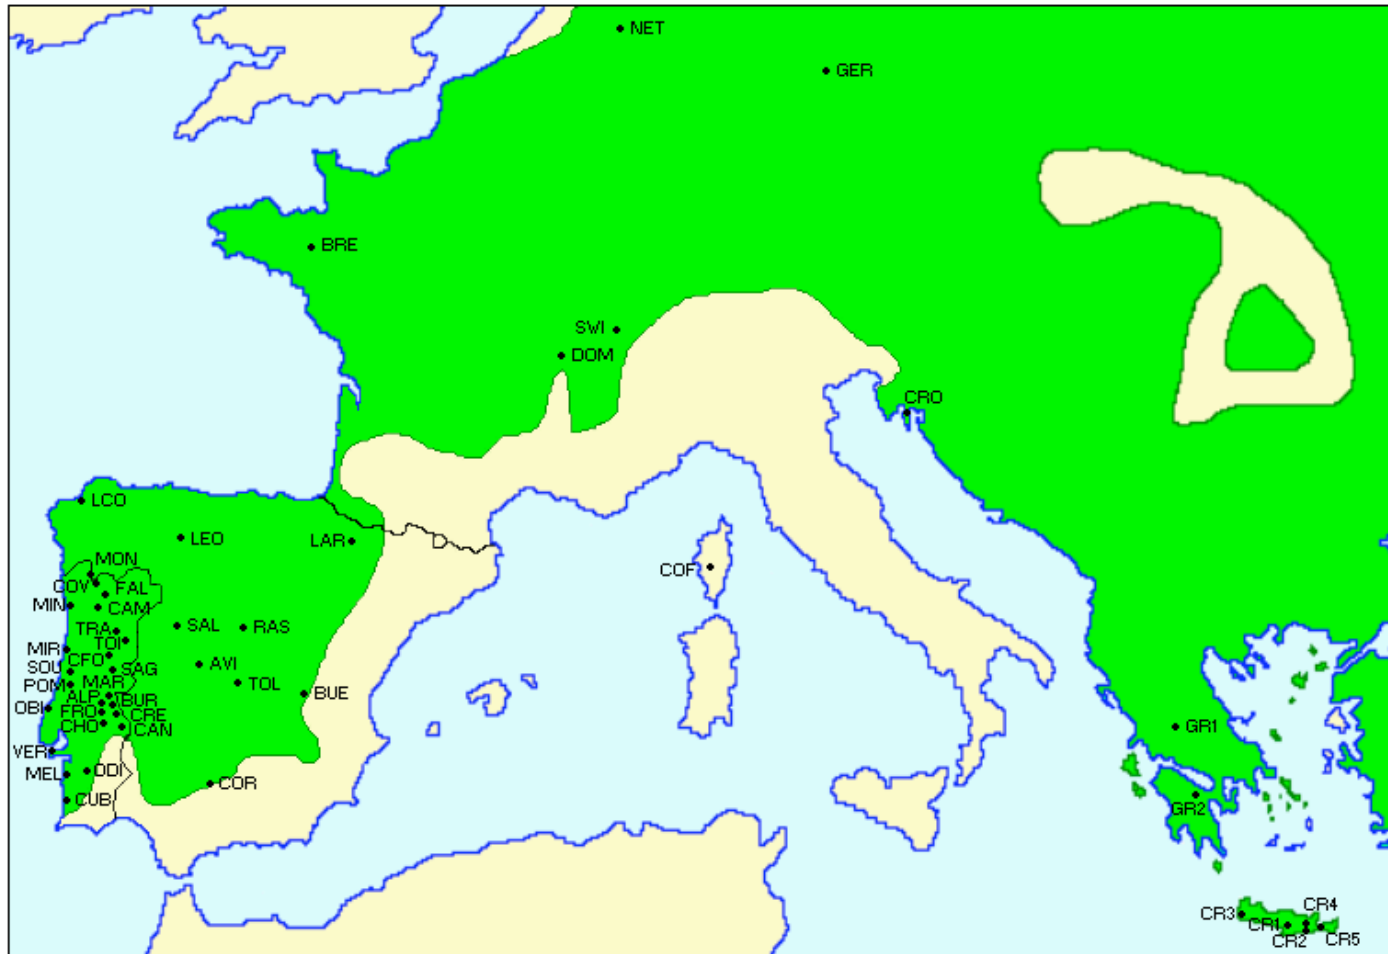 NET
GER
BRE
SWI
DOM
CRO
LCO
LEO
LAR
MON
COV
FAL
COF
MIN
CAM
TRA
SAL
RAS
TOI
MIR
CFO
SOU
SAG
AVI
POM
MAR
TOL
ALP
BUR
BUE
OBI
FRO
CRE
CHO
CAN
GR1
VER
MEL
ODI
COR
CUB
GR2
CR3
CR4
CR1
CR2
CR5